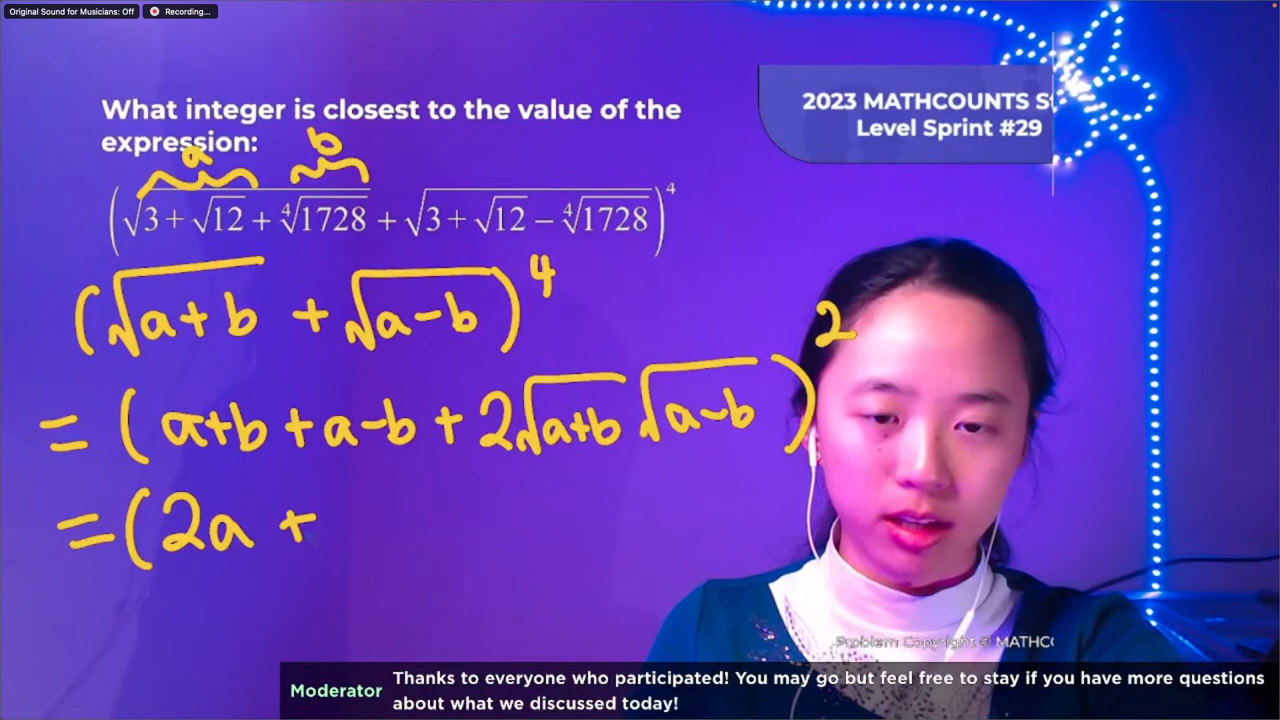 Original Sound for Musicians: Off
Recording...
What integer is closest to the value of the
expression:
2023 MATHCOUNTS S
Level Sprint #29
a b
(√(3 + √12 + ∜1728) + √(3 + √12 − ∜1728))⁴
(√(a+b) + √(a-b))⁴
= (a+b + a-b + 2√(a+b) √(a-b))²
= (2a +
Problem Copyright © MATHCO
Moderator
Thanks to everyone who participated! You may go but feel free to stay if you have more questions
about what we discussed today!